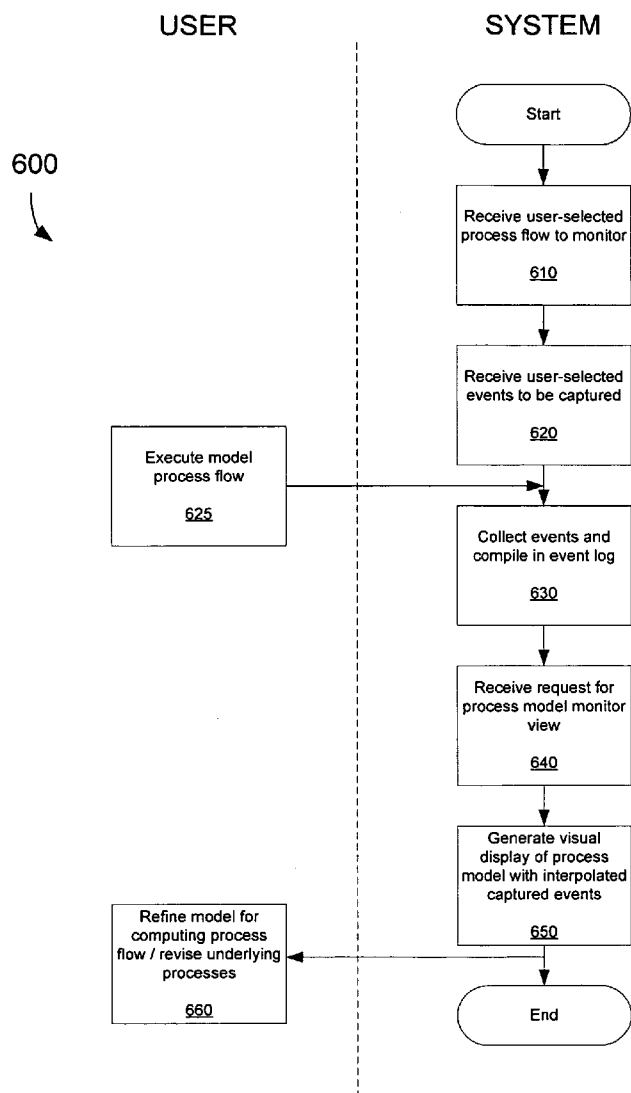 USER
SYSTEM
600
Start
Receive user-selected
process flow to monitor
610
Receive user-selected
events to be captured
620
Execute model
process flow
625
Collect events and
compile in event log
630
Receive request for
process model monitor
view
640
Generate visual
display of process
model with interpolated
captured events
650
Refine model for
computing process
flow / revise underlying
processes
660
End